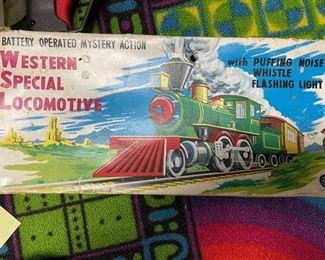 BATTERY OPERATED MYSTERY ACTION
WESTERN
SPECIAL
LOCOMOTIVE
with PUFFING NOISE
WHISTLE
FLASHING LIGHT